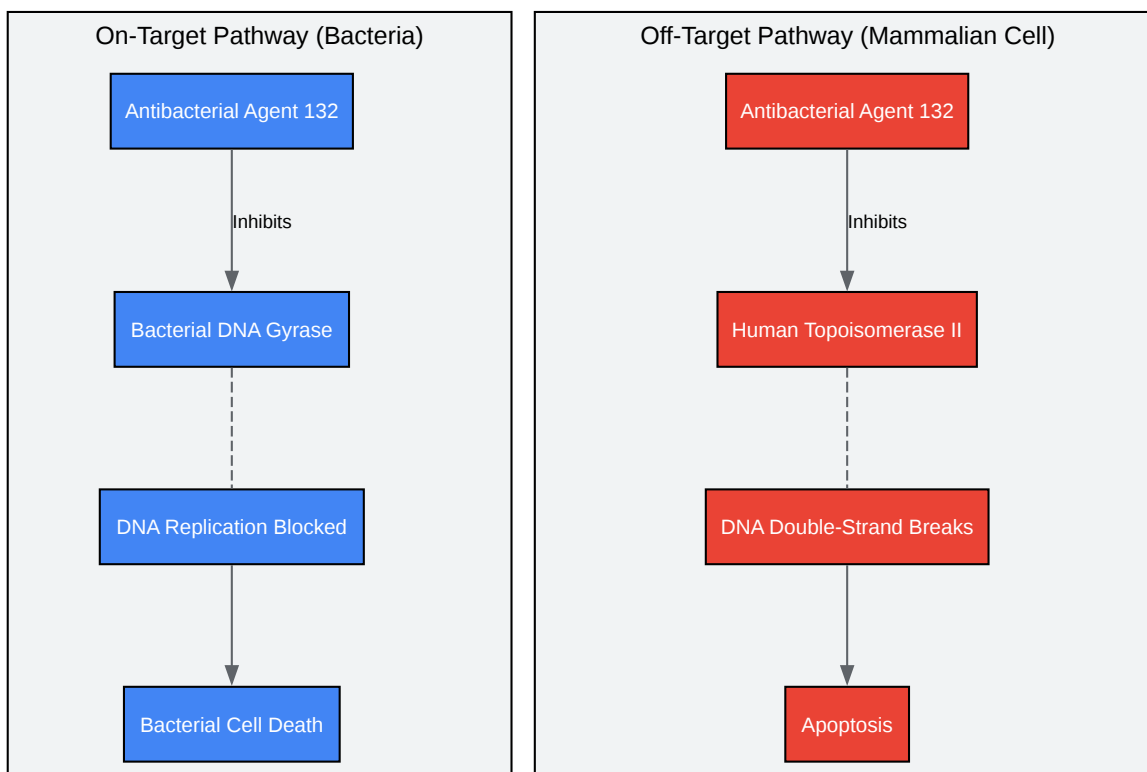 On-Target Pathway (Bacteria)
Antibacterial Agent 132
Inhibits
Bacterial DNA Gyrase
DNA Replication Blocked
Bacterial Cell Death
Off-Target Pathway (Mammalian Cell)
Antibacterial Agent 132
Inhibits
Human Topoisomerase II
DNA Double-Strand Breaks
Apoptosis